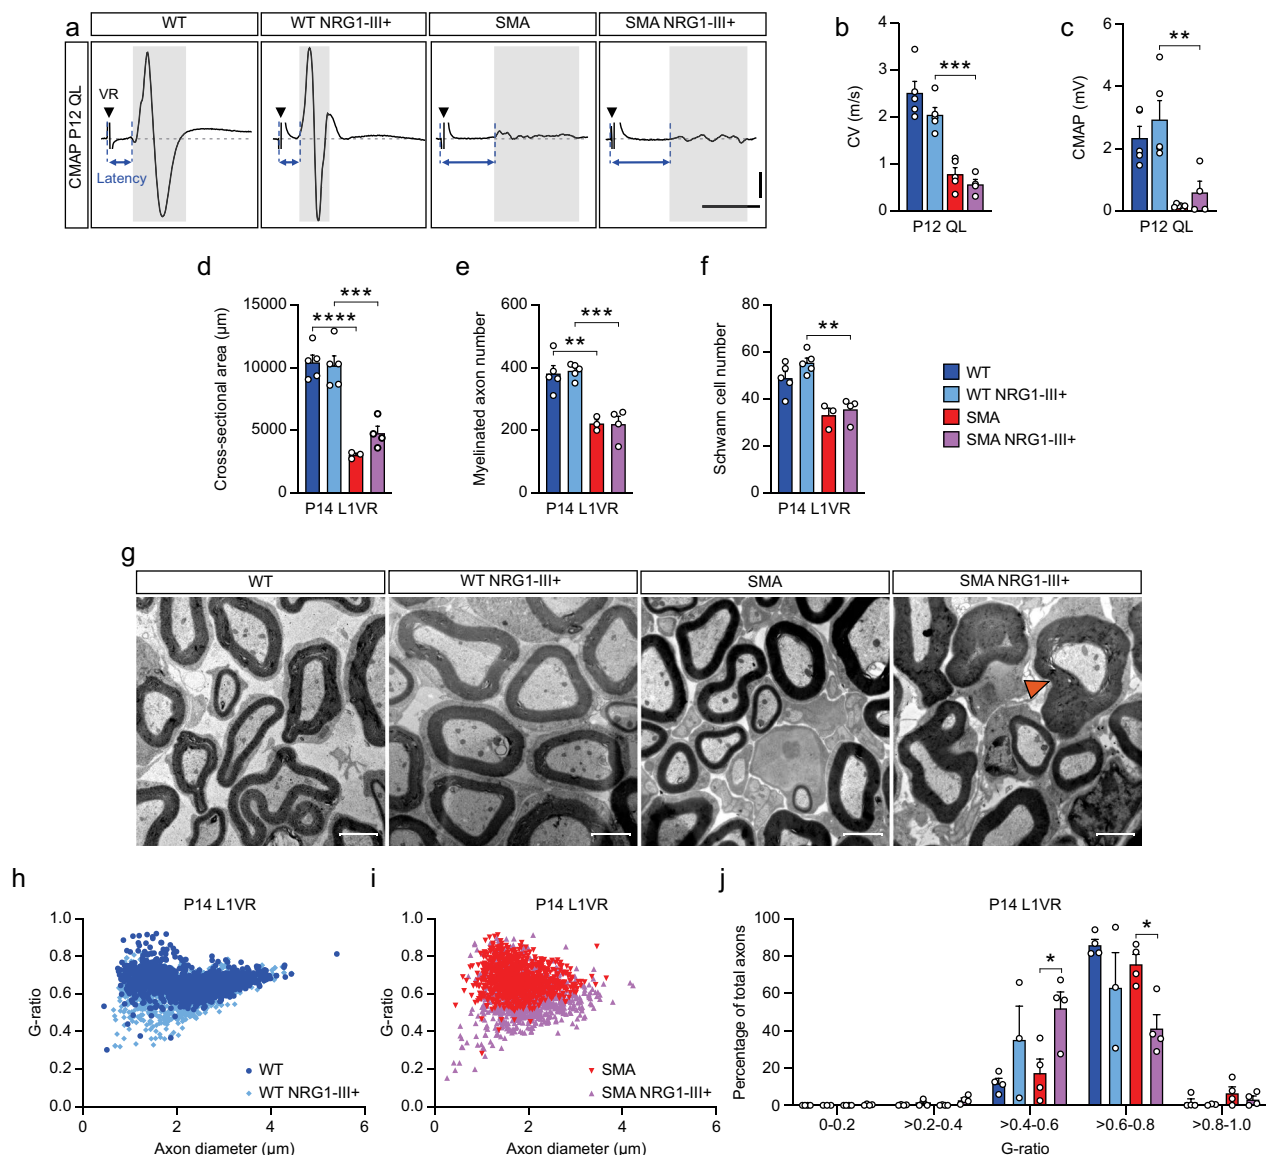 a
WT
WT NRG1-III+
SMA
SMA NRG1-III+
CMAP P12 QL
VR
Latency
b
CV (m/s)
4
3
2
1
0
***
P12 QL
c
CMAP (mV)
6
4
2
0
**
P12 QL
d
Cross-sectional area (µm)
15000
10000
5000
0
***
****
P14 L1VR
e
Myelinated axon number
600
400
200
0
***
**
P14 L1VR
f
Schwann cell number
80
60
40
20
0
**
P14 L1VR
WT
WT NRG1-III+
SMA
SMA NRG1-III+
g
WT
WT NRG1-III+
SMA
SMA NRG1-III+
h
P14 L1VR
G-ratio
1.0
0.8
0.6
0.4
0.2
0.0
WT
WT NRG1-III+
0 2 4 6
Axon diameter (µm)
i
P14 L1VR
G-ratio
1.0
0.8
0.6
0.4
0.2
0.0
SMA
SMA NRG1-III+
0 2 4 6
Axon diameter (µm)
j
P14 L1VR
Percentage of total axons
100
80
60
40
20
0
*
*
0-0.2 >0.2-0.4 >0.4-0.6 >0.6-0.8 >0.8-1.0
G-ratio